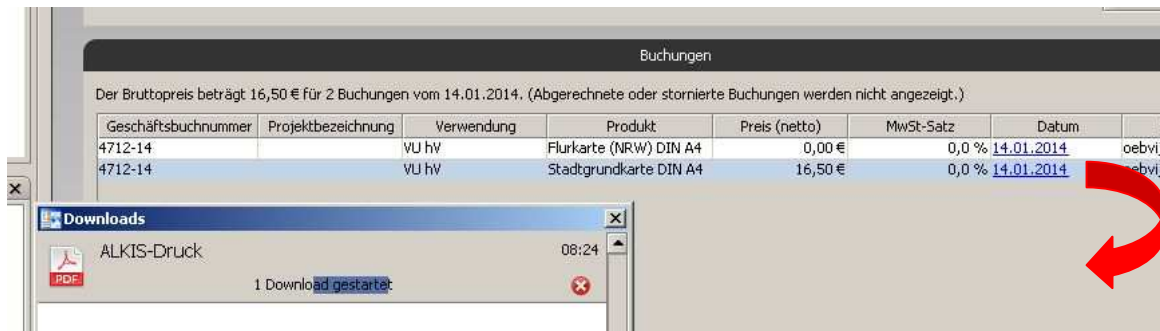 Buchungen
Der Bruttopreis beträgt 16,50 € für 2 Buchungen vom 14.01.2014. (Abgerechnete oder stornierte Buchungen werden nicht angezeigt.)
Geschäftsbuchnummer Projektbezeichnung Verwendung Produkt Preis (netto) MwSt-Satz Datum
4712-14 VU hV Flurkarte (NRW) DIN A4 0,00 € 0,0 % 14.01.2014 oebvi
4712-14 VU hV Stadtgrundkarte DIN A4 16,50 € 0,0 % 14.01.2014 oebvi
Downloads
ALKIS-Druck 08:24
PDF
1 Download gestartet